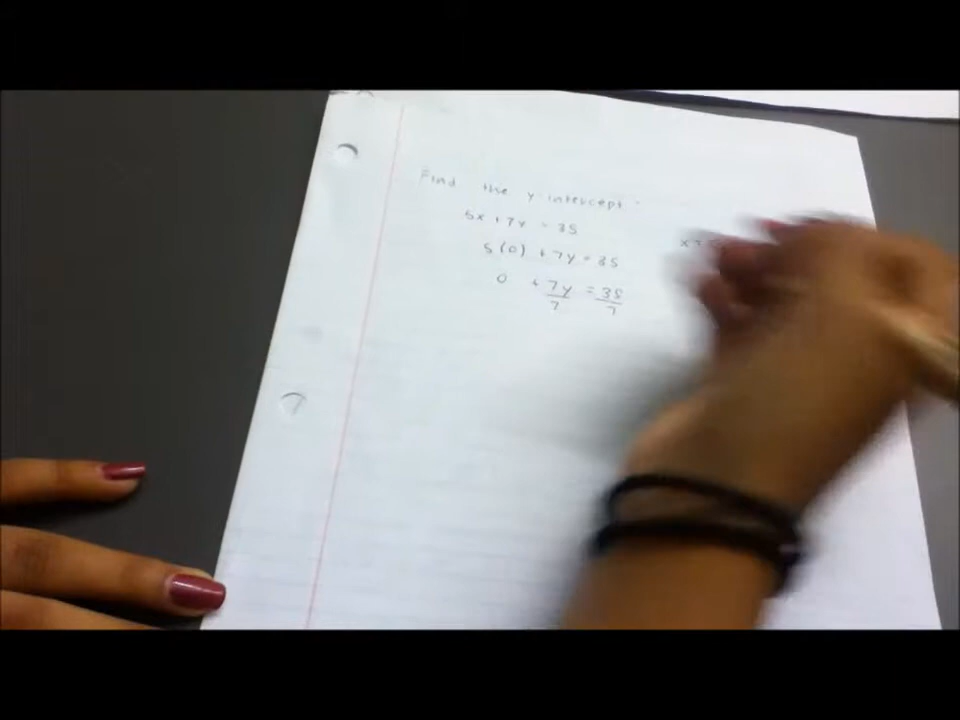 Find the y-intercept.
5x + 7y = 35
5(0) + 7y = 35
0 + 7y = 35
7 7